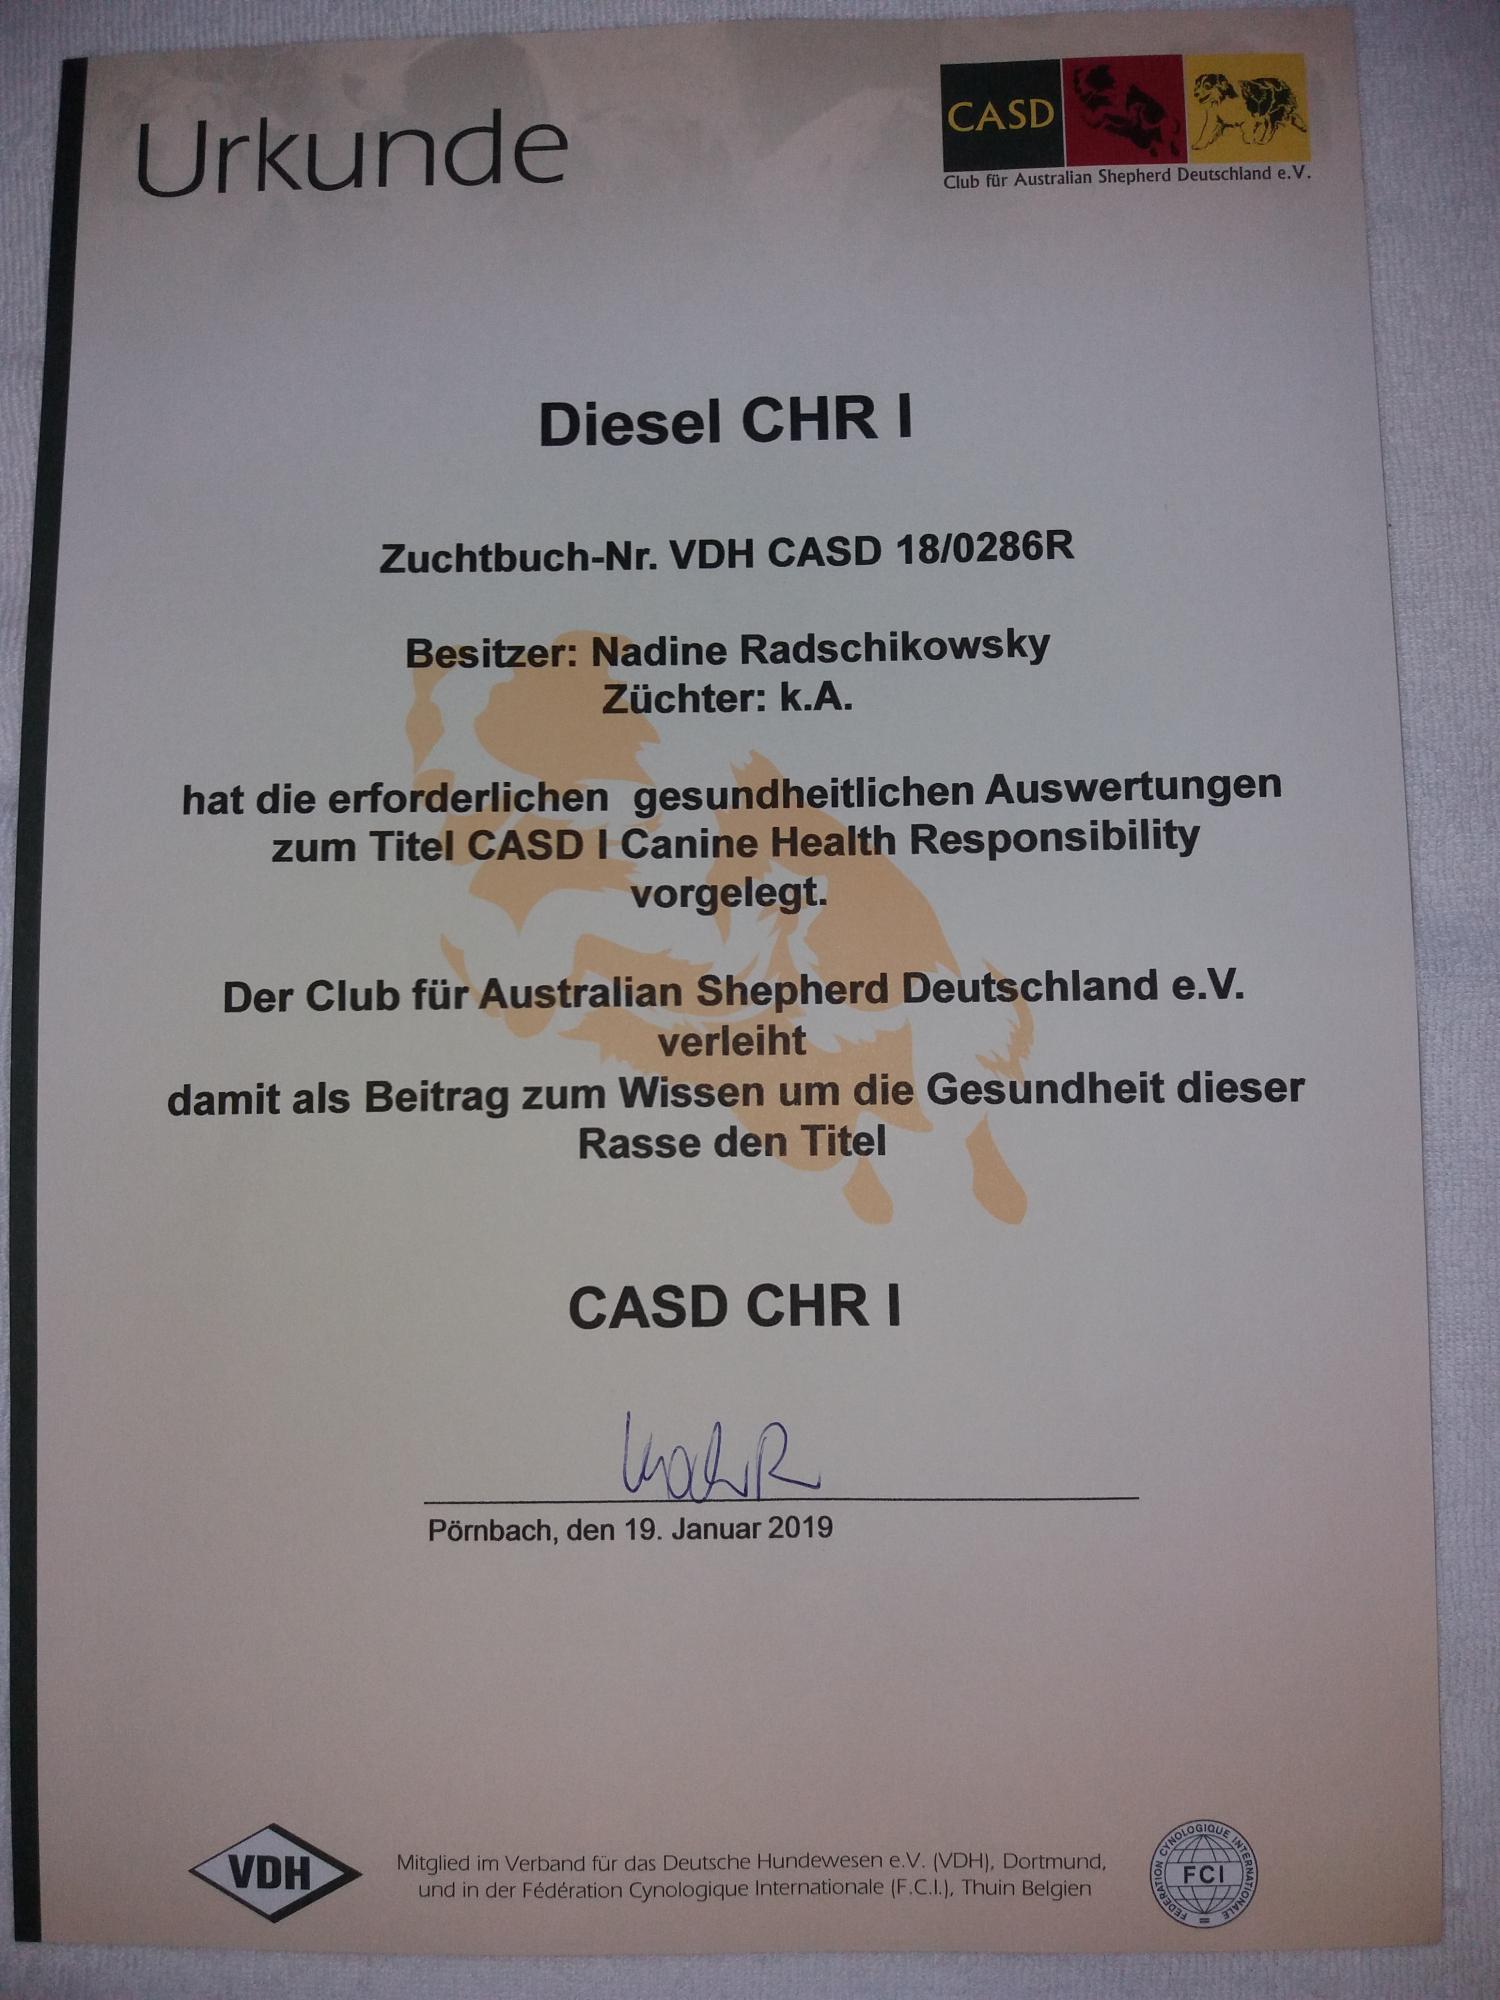 Urkunde
CASD
Club für Australian Shepherd Deutschland e.V.
Diesel CHR I
Zuchtbuch-Nr. VDH CASD 18/0286R
Besitzer: Nadine Radschikowsky
Züchter: k.A.
hat die erforderlichen gesundheitlichen Auswertungen
zum Titel CASD I Canine Health Responsibility
vorgelegt.
Der Club für Australian Shepherd Deutschland e.V.
verleiht
damit als Beitrag zum Wissen um die Gesundheit dieser
Rasse den Titel
CASD CHR I
Pörnbach, den 19. Januar 2019
VDH
Mitglied im Verband für das Deutsche Hundewesen e.V. (VDH), Dortmund,
und in der Fédération Cynologique Internationale (F.C.I.), Thuin Belgien
FEDERATION CYNOLOGIQUE INTERNATIONALE
FCI